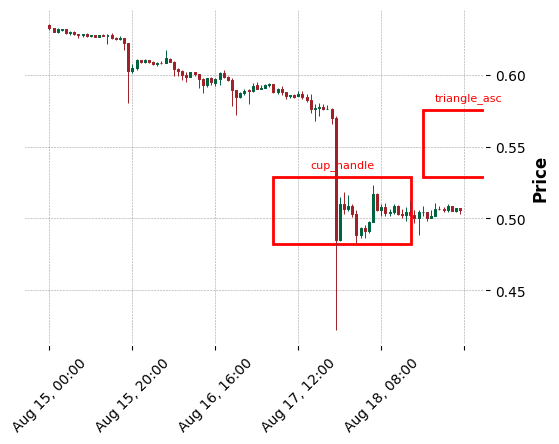 triangle_asc
cup_handle
0.60
0.55
0.50
0.45
Price
Aug 15, 00:00
Aug 15, 20:00
Aug 16, 16:00
Aug 17, 12:00
Aug 18, 08:00